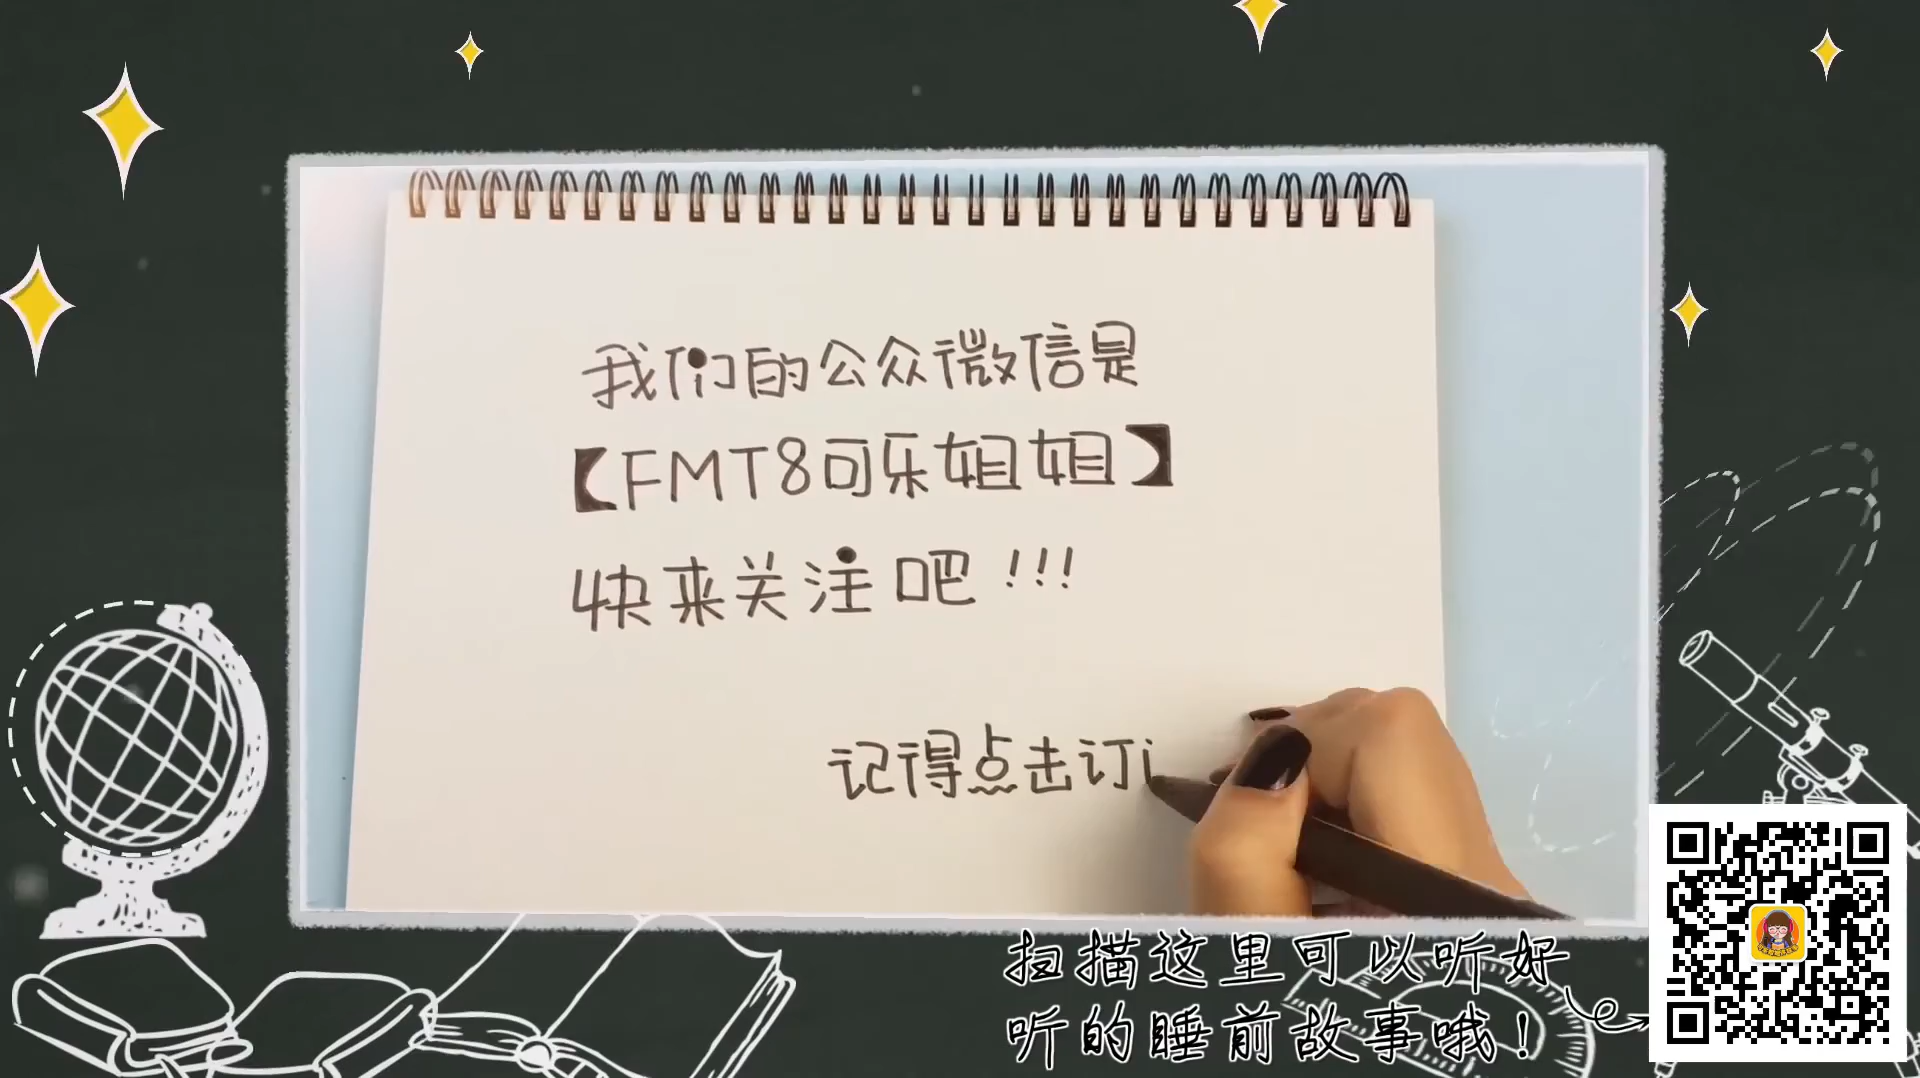 我们的公众微信是
【FMT8可乐姐姐】
快来关注吧!!!
记得点击订
扫描这里可以听好
听的睡前故事哦!